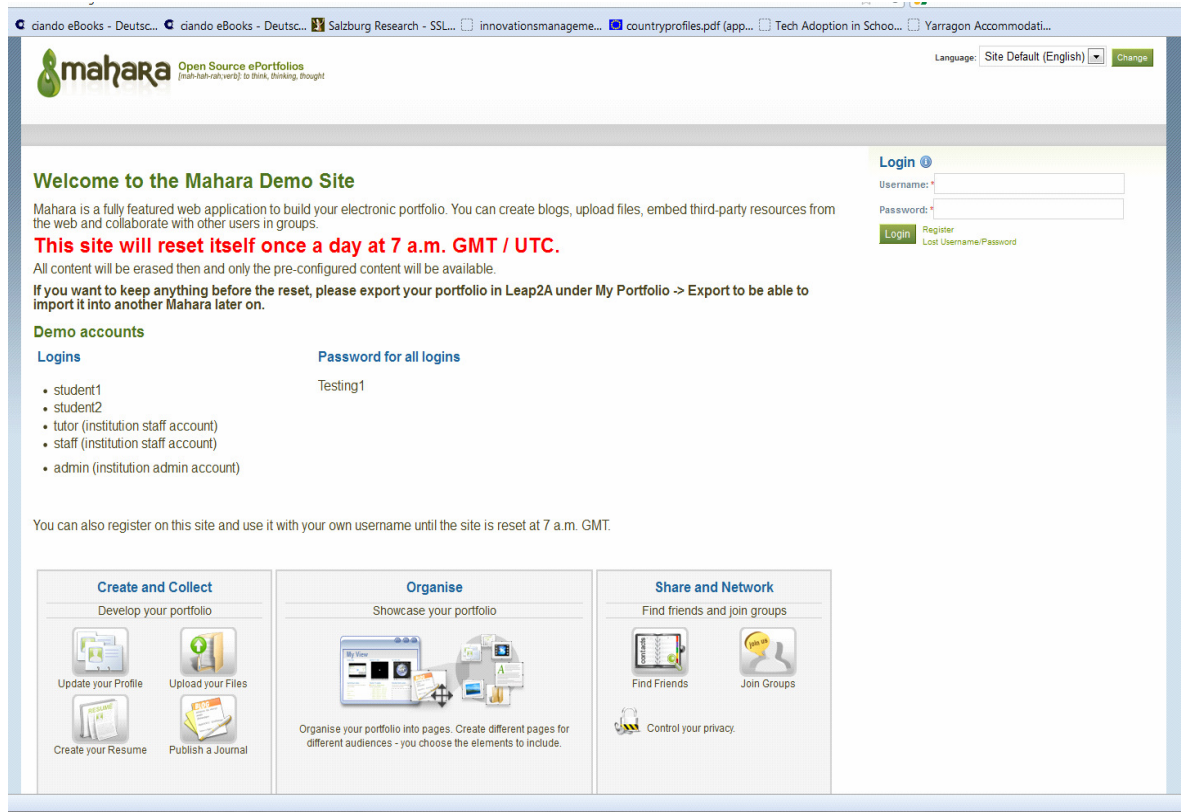 ciando eBooks - Deutsc... ciando eBooks - Deutsc... Salzburg Research - SSL... innovationsmanageme... countryprofiles.pdf (app... Tech Adoption in Schoo... Yarragon Accommodati...
mahara Open Source ePortfolios
[mah-hah-rah;verb]: to think, thinking, thought
Language: Site Default (English) Change
Login
Username: *
Password: *
Login Register
Lost Username/Password
Welcome to the Mahara Demo Site
Mahara is a fully featured web application to build your electronic portfolio. You can create blogs, upload files, embed third-party resources from
the web and collaborate with other users in groups.
This site will reset itself once a day at 7 a.m. GMT / UTC.
All content will be erased then and only the pre-configured content will be available.
If you want to keep anything before the reset, please export your portfolio in Leap2A under My Portfolio -> Export to be able to
import it into another Mahara later on.
Demo accounts
Logins Password for all logins
• student1 Testing1
• student2
• tutor (institution staff account)
• staff (institution staff account)
• admin (institution admin account)
You can also register on this site and use it with your own username until the site is reset at 7 a.m. GMT.
Create and Collect
Develop your portfolio
Update your Profile Upload your Files
RESUME
Create your Resume Publish a Journal
Organise
Showcase your portfolio
My View
A
Organise your portfolio into pages. Create different pages for
different audiences - you choose the elements to include.
Share and Network
Find friends and join groups
contacts join us
Find Friends Join Groups
Control your privacy.